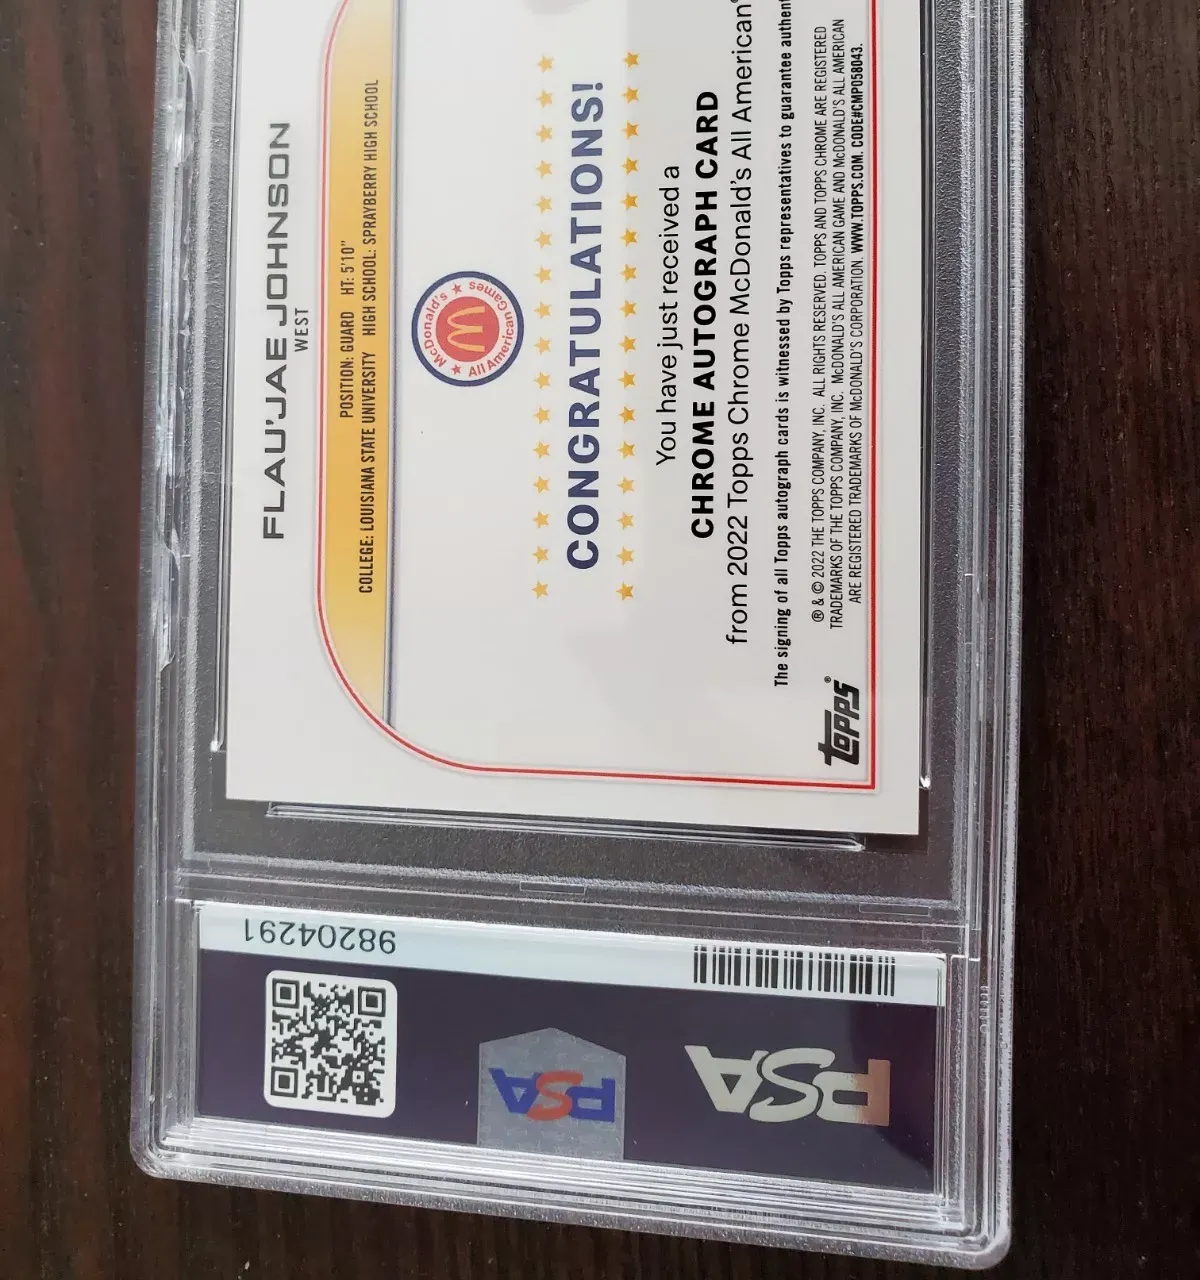 FLAU'JAE JOHNSON
WEST
POSITION: GUARD HT: 5'10"
COLLEGE: LOUISIANA STATE UNIVERSITY HIGH SCHOOL: SPRAYBERRY HIGH SCHOOL
McDonald's
All American Games
CONGRATULATIONS!
You have just received a
CHROME AUTOGRAPH CARD
from 2022 Topps Chrome McDonald's All American
The signing of all Topps autograph cards is witnessed by Topps representatives to guarantee
® & © 2022 THE TOPPS COMPANY, INC. ALL RIGHTS RESERVED. TOPPS AND TOPPS CHROME ARE REGISTERED
TRADEMARKS OF THE TOPPS COMPANY, INC. McDONALD'S ALL AMERICAN GAME AND McDONALD'S ALL AMERICAN
ARE REGISTERED TRADEMARKS OF McDONALD'S CORPORATION. WWW.TOPPS.COM. CODE#CMP058043.
Topps®
98204291
PSA
PSA